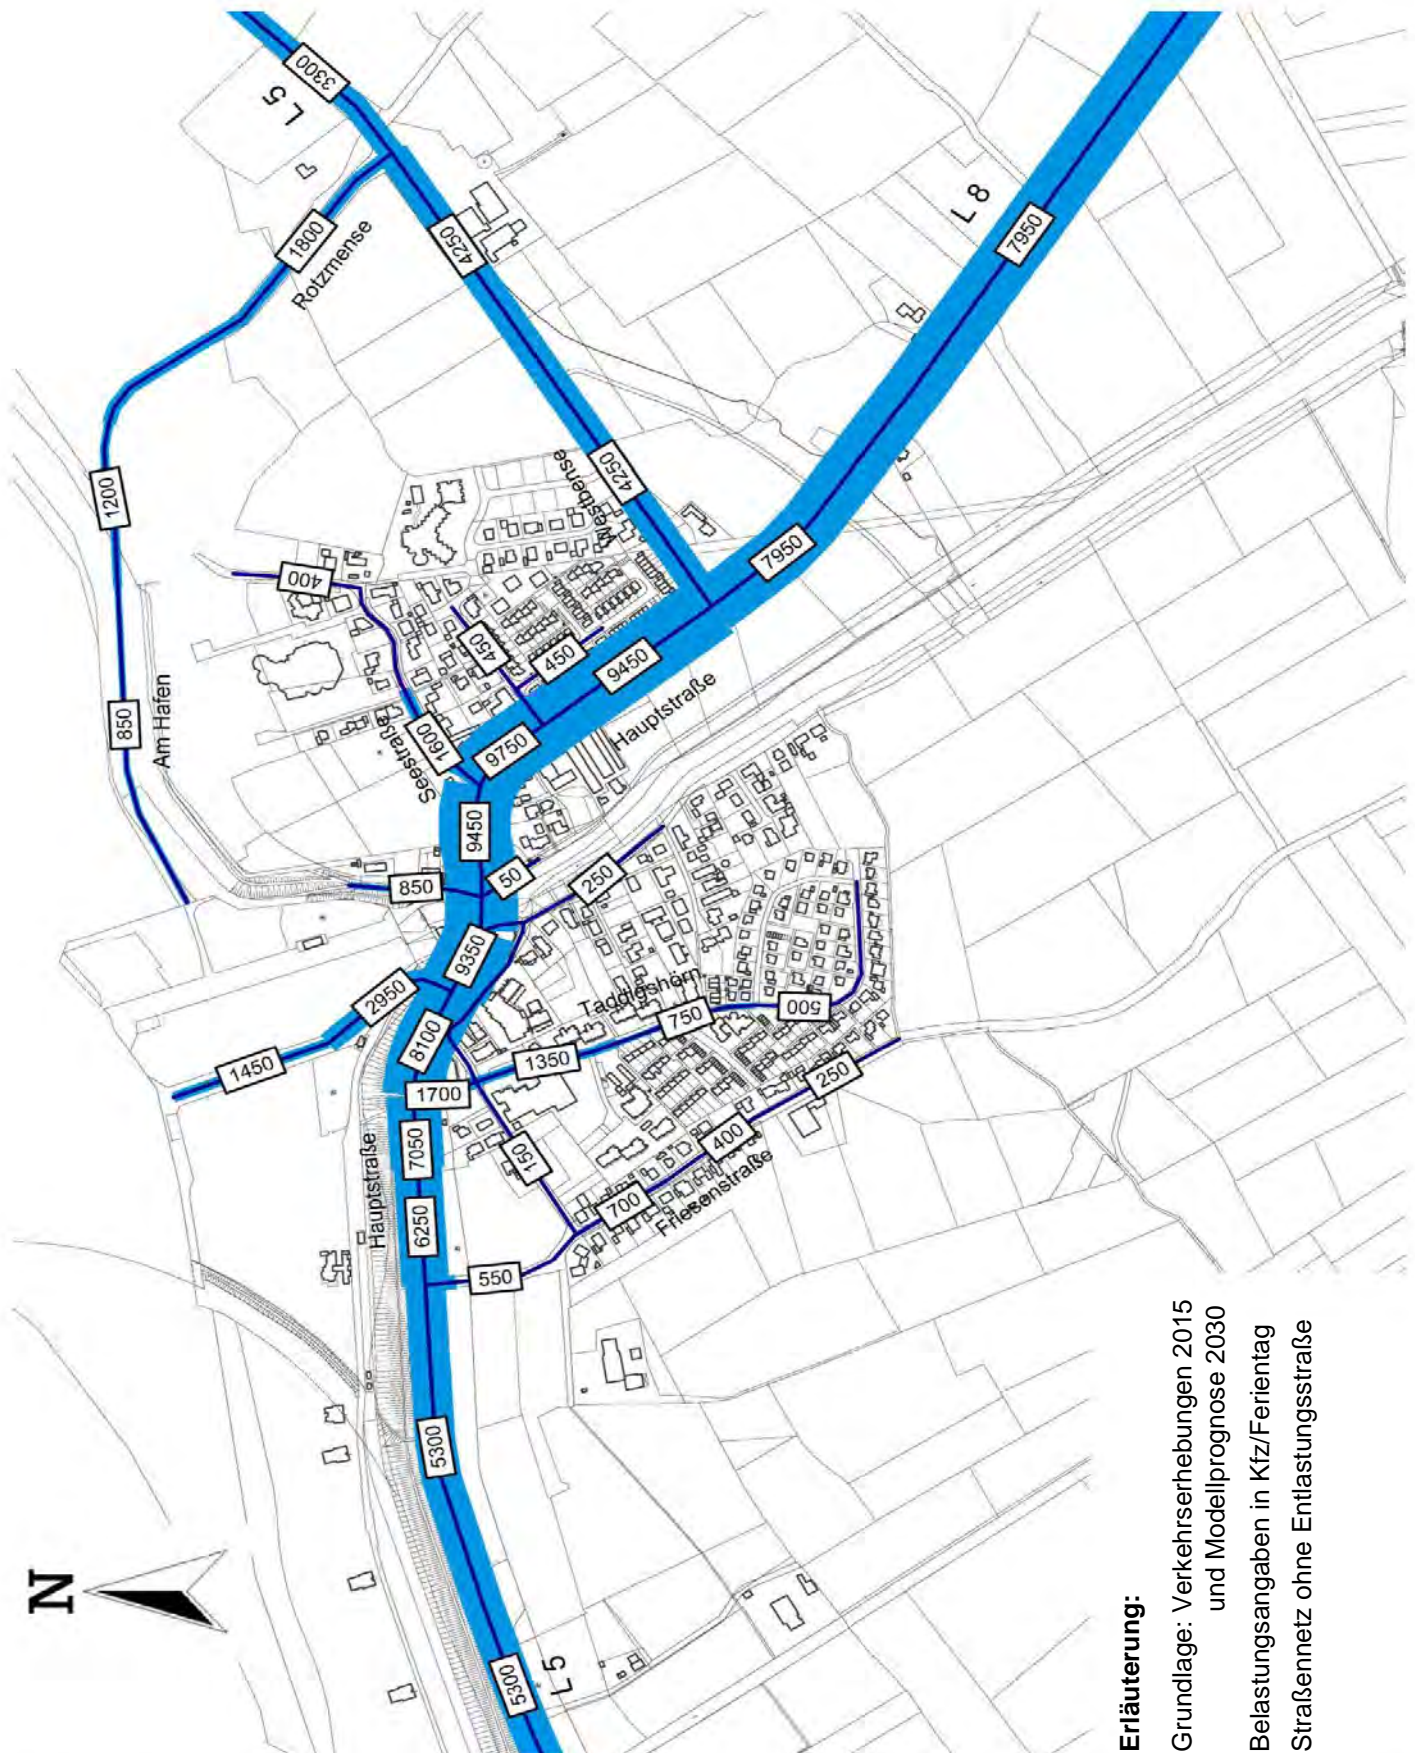 3300
L 5
1800
Rotzmense
4250
L 8
7950
1200
4250
Westbense
400
7950
450
450
9450
850
Am Hafen
Seestraße
1600
9750
Hauptstraße
9450
850
50
250
9350
2950
8100
1450
Taddigshörn
750
500
1350
1700
250
7050
Hauptstraße
150
400
6250
700
Friesenstraße
550
5300
5300
L 5
N
Erläuterung:
Grundlage: Verkehrserhebungen 2015
und Modellprognose 2030
Belastungsangaben in Kfz/Ferientag
Straßennetz ohne Entlastungsstraße